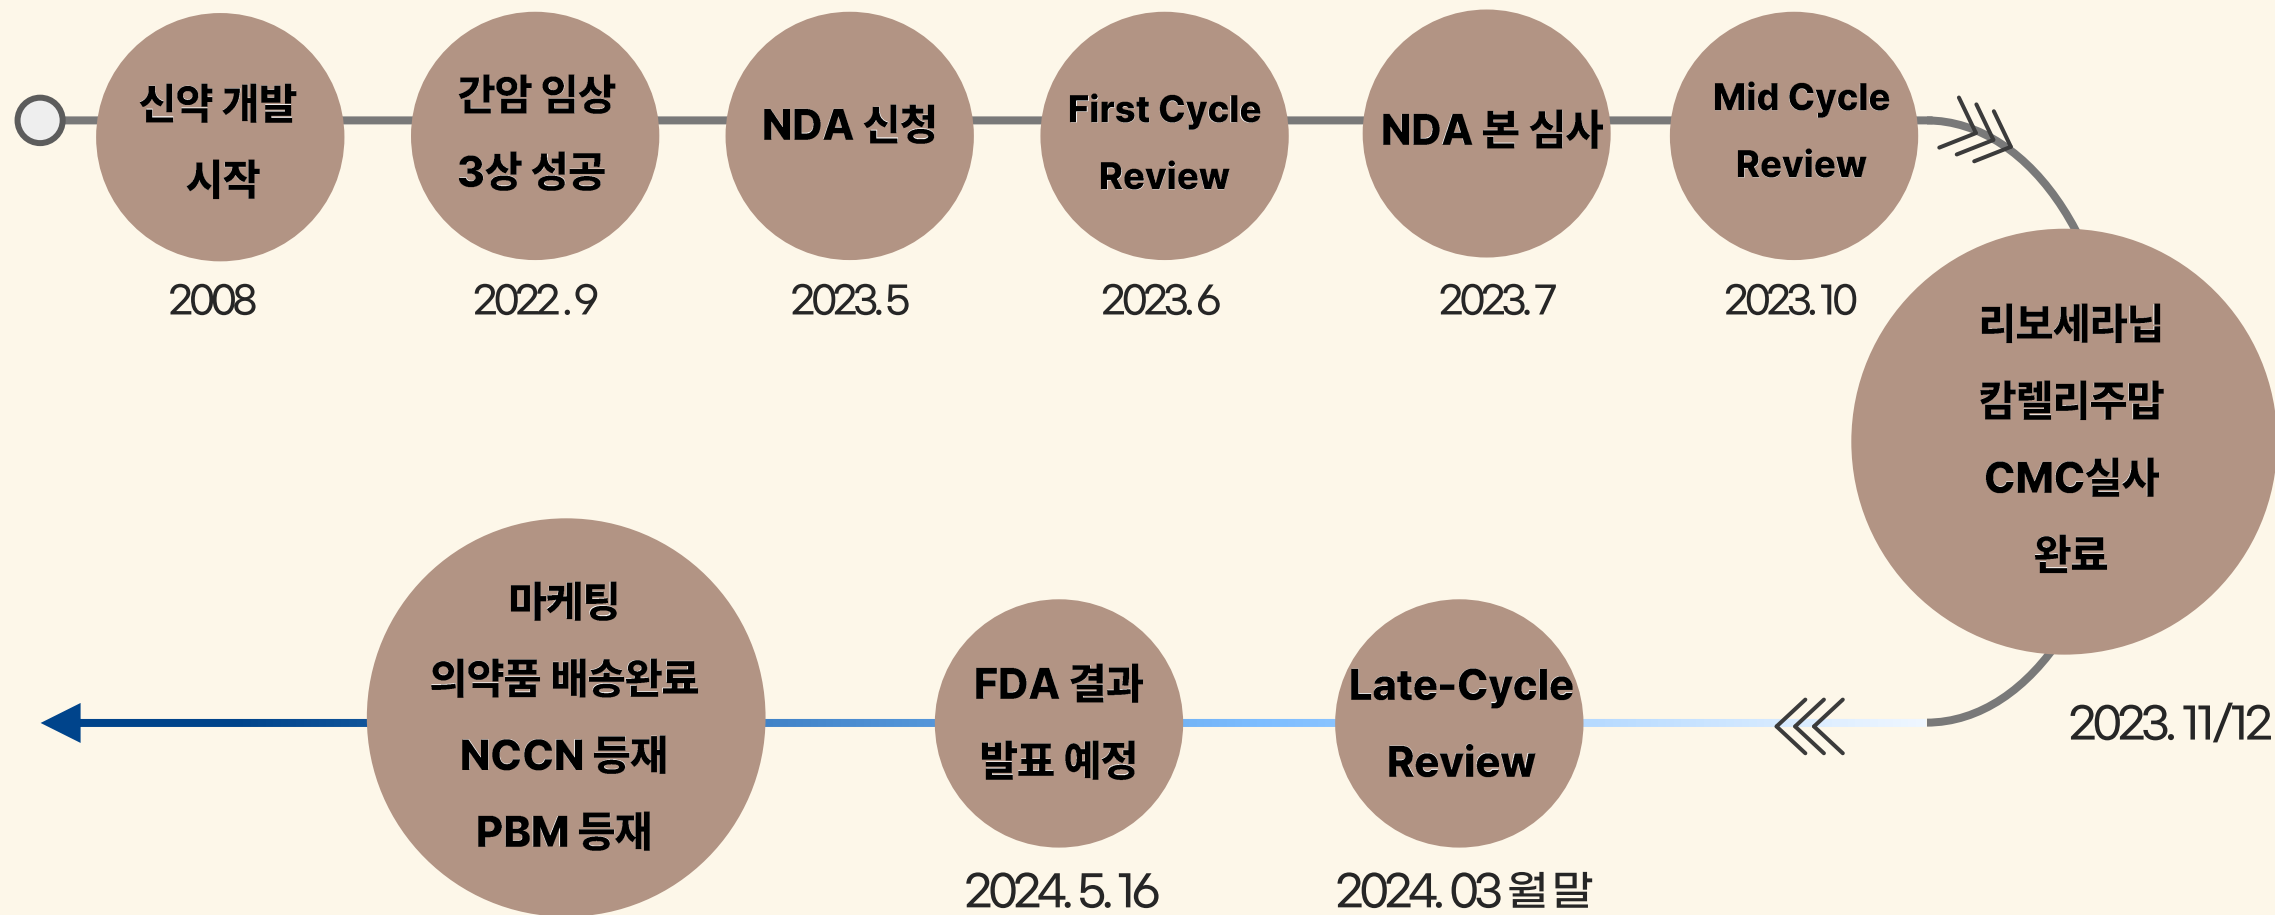 신약 개발
시작
2008
간암 임상
3상 성공
2022.9
NDA 신청
2023.5
First Cycle
Review
2023.6
NDA 본 심사
2023.7
Mid Cycle
Review
2023.10
리보세라닙
캄렐리주맙
CMC실사
완료
2023. 11/12
Late-Cycle
Review
2024. 03월말
FDA 결과
발표 예정
2024. 5. 16
마케팅
의약품 배송완료
NCCN 등재
PBM 등재